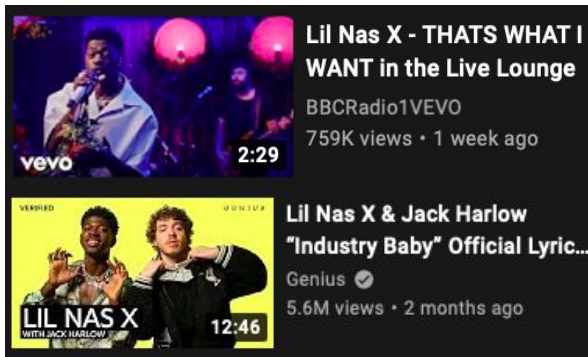 Lil Nas X - THATS WHAT I
WANT in the Live Lounge
BBCRadio1VEVO
759K views • 1 week ago
vevo
2:29
VERIFIED
GENIUS
Lil Nas X & Jack Harlow
“Industry Baby” Official Lyric...
Genius
5.6M views • 2 months ago
LIL NAS X
WITH JACK HARLOW
12:46